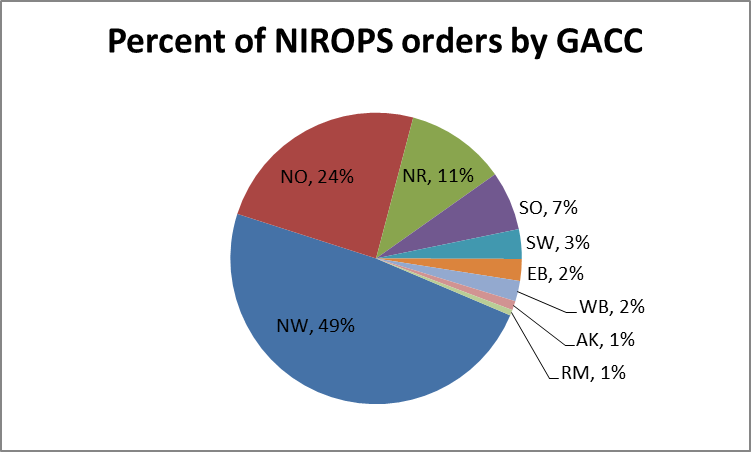 Percent of NIROPS orders by GACC
NO, 24%
NR, 11%
SO, 7%
SW, 3%
EB, 2%
WB, 2%
NW, 49%
AK, 1%
RM, 1%